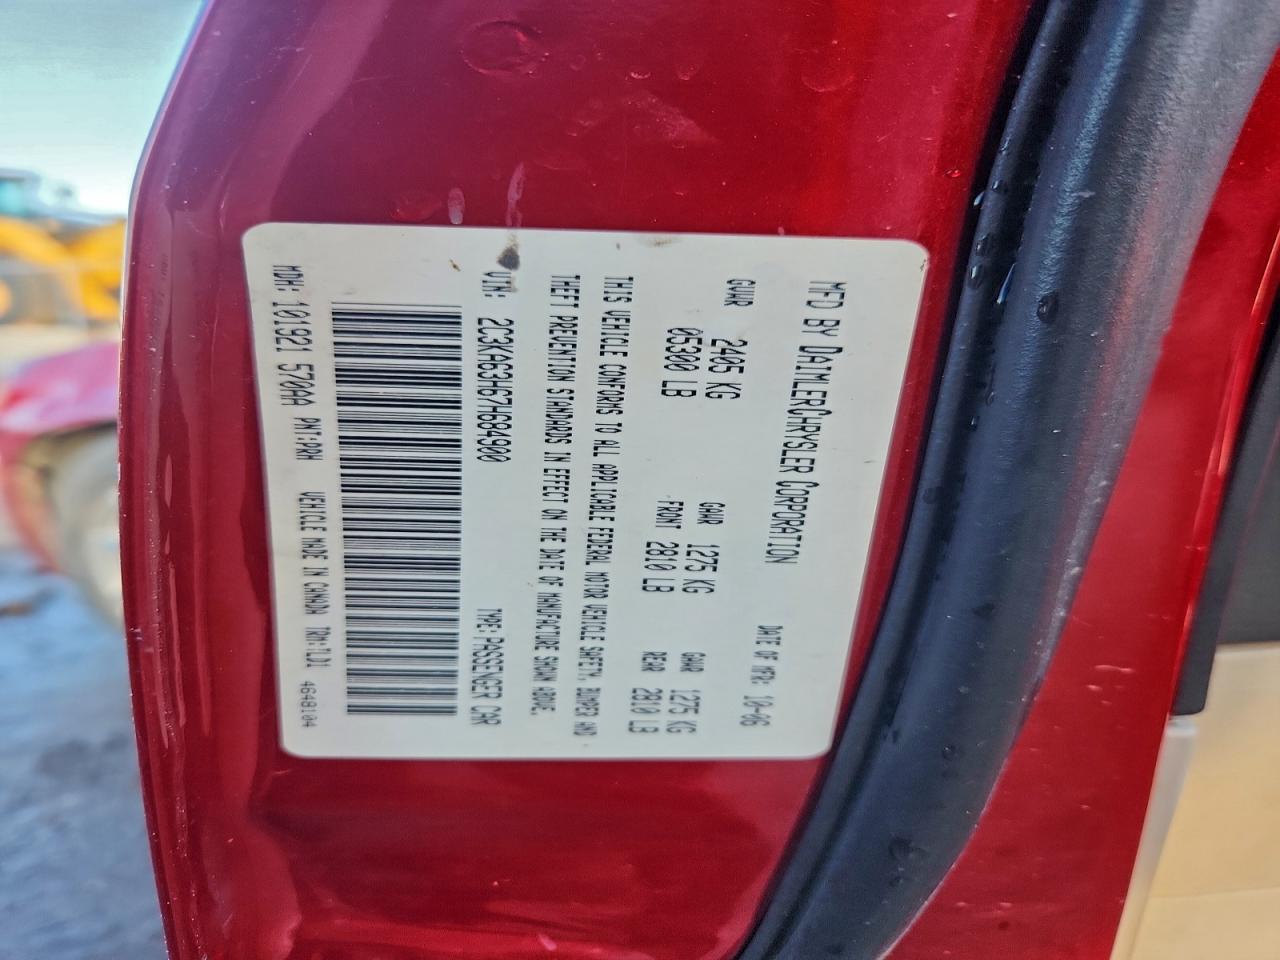 MFD BY DAIMLERCHRYSLER CORPORATION DATE OF MFR: 10-06
GVWR 2405 KG GAWR 1275 KG GAWR 1275 KG
05300 LB FRONT 2810 LB REAR 2810 LB
THIS VEHICLE CONFORMS TO ALL APPLICABLE FEDERAL MOTOR VEHICLE SAFETY, BUMPER AND
THEFT PREVENTION STANDARDS IN EFFECT ON THE DATE OF MANUFACTURE SHOWN ABOVE.
VIN: 2C3KA63H67H684900 TYPE: PASSENGER CAR
MDH: 101921 570AA PNT:PRH VEHICLE MADE IN CANADA TRM:TLD1 4648104